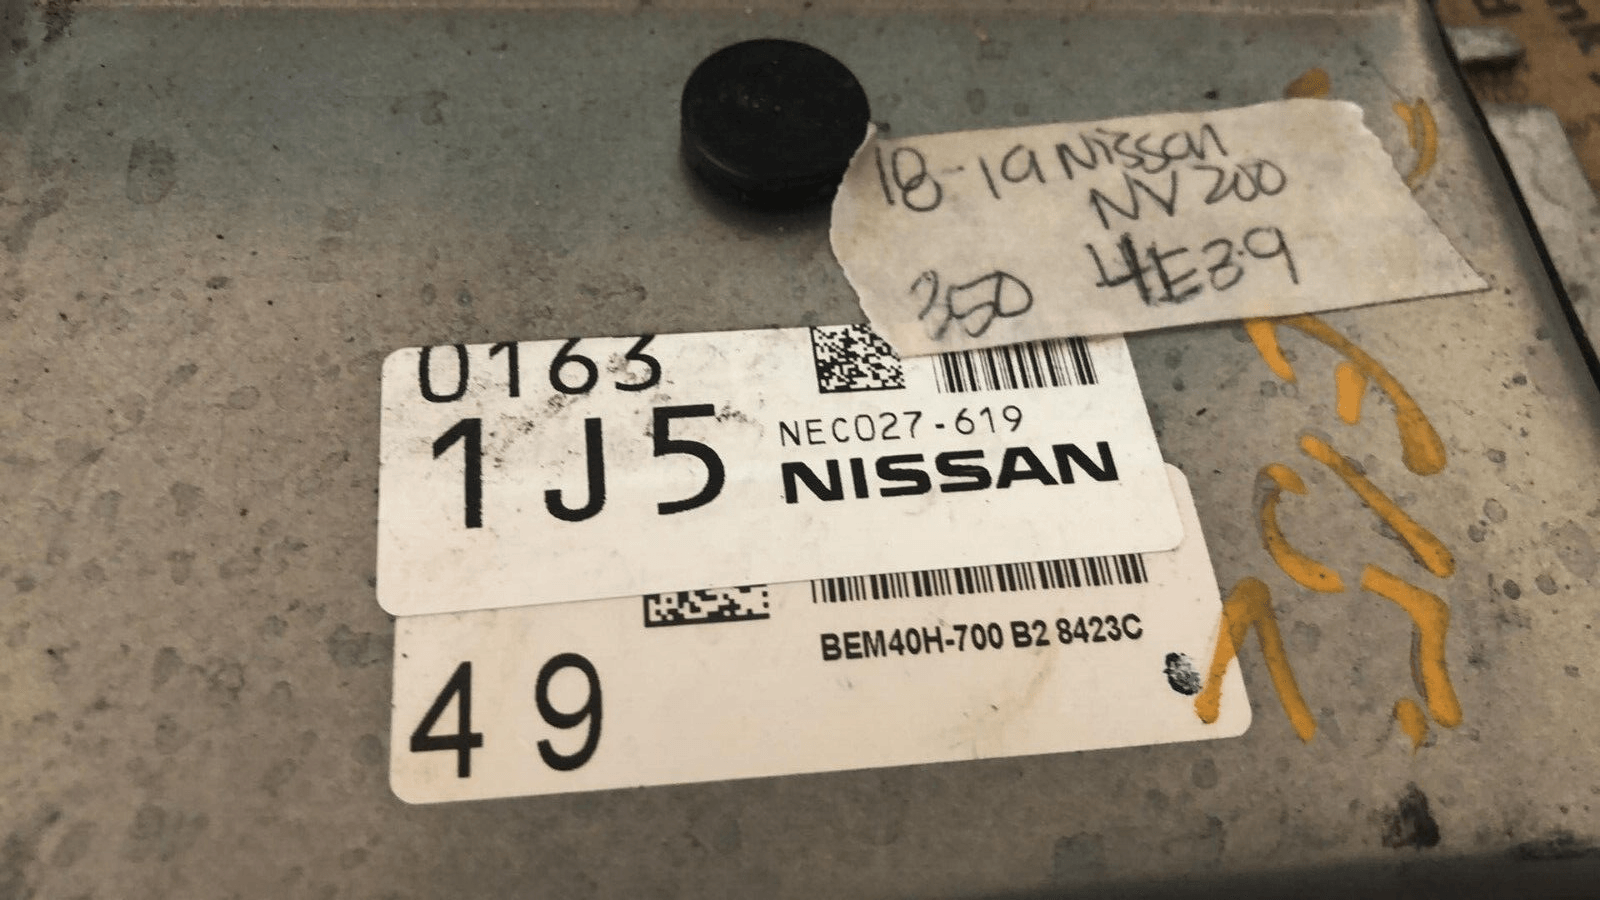 18-19 Nissan
NV200
350 4E39
0163
1J5
NEC027-619
NISSAN
BEM40H-700 B2 8423C
49